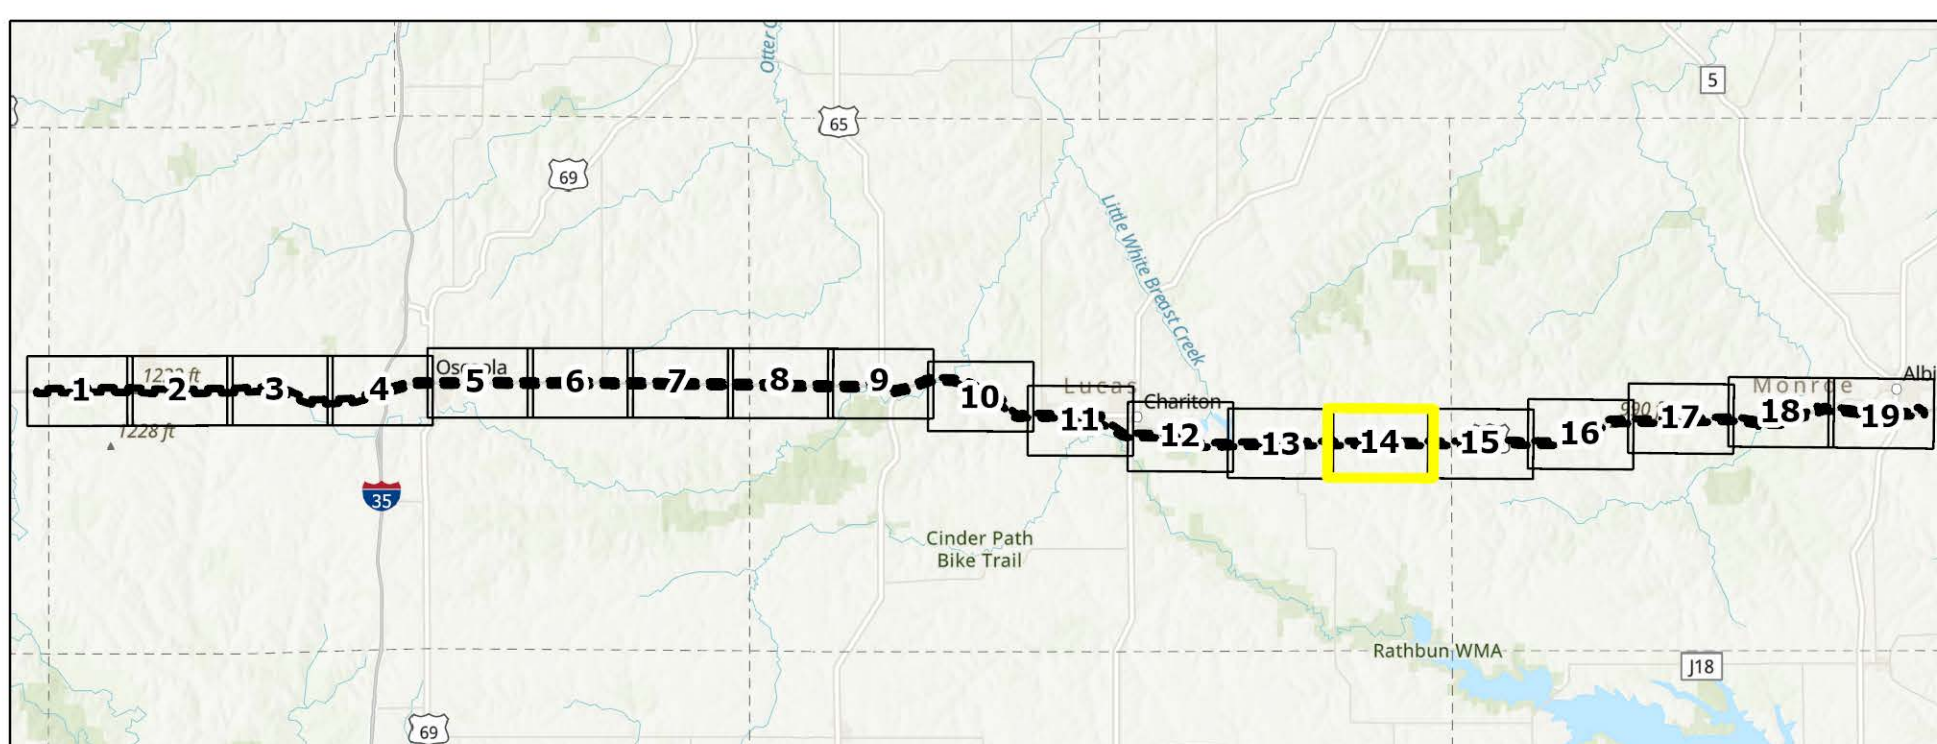 Otter C
5
65
69
Little White Breast Creek
1 2 3 4 5 6 7 8 9 10 11 12 13 14 15 16 17 18 19
Lucas
Monroe
Albi
Chariton
1228 ft
35
Cinder Path
Bike Trail
Rathbun WMA
J18
69